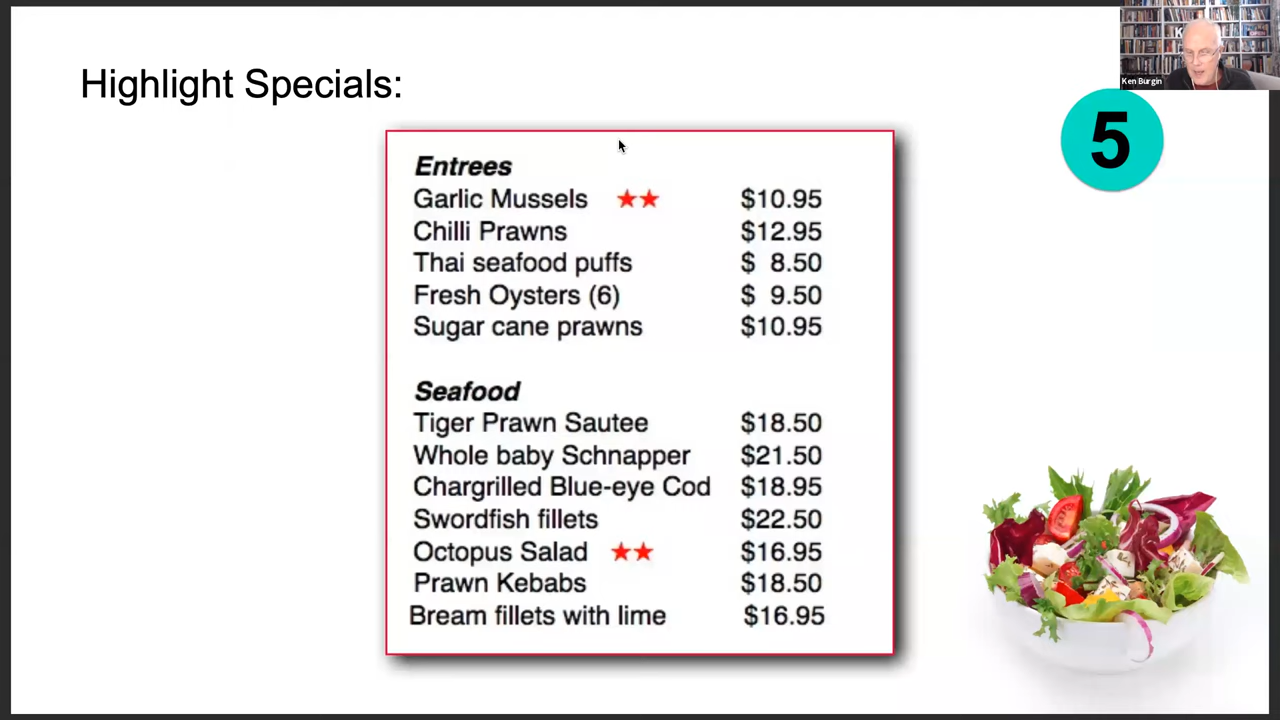 Highlight Specials:
Ken Burgin
5
Entrees
Garlic Mussels ★★ $10.95
Chilli Prawns $12.95
Thai seafood puffs $ 8.50
Fresh Oysters (6) $ 9.50
Sugar cane prawns $10.95
Seafood
Tiger Prawn Sautee $18.50
Whole baby Schnapper $21.50
Chargrilled Blue-eye Cod $18.95
Swordfish fillets $22.50
Octopus Salad ★★ $16.95
Prawn Kebabs $18.50
Bream fillets with lime $16.95